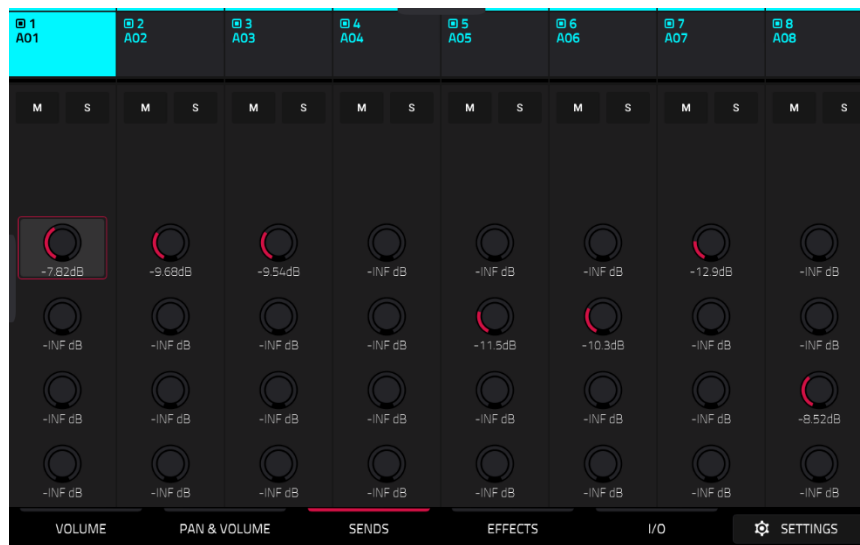 1 2 3 4 5 6 7 8
A01 A02 A03 A04 A05 A06 A07 A08
M S M S M S M S M S M S M S M S
-7.82dB -9.68dB -9.54dB -INF dB -INF dB -INF dB -12.9dB -INF dB
-INF dB -INF dB -INF dB -INF dB -11.5dB -10.3dB -INF dB -INF dB
-INF dB -INF dB -INF dB -INF dB -INF dB -INF dB -INF dB -8.52dB
-INF dB -INF dB -INF dB -INF dB -INF dB -INF dB -INF dB -INF dB
VOLUME PAN & VOLUME SENDS EFFECTS I/O SETTINGS